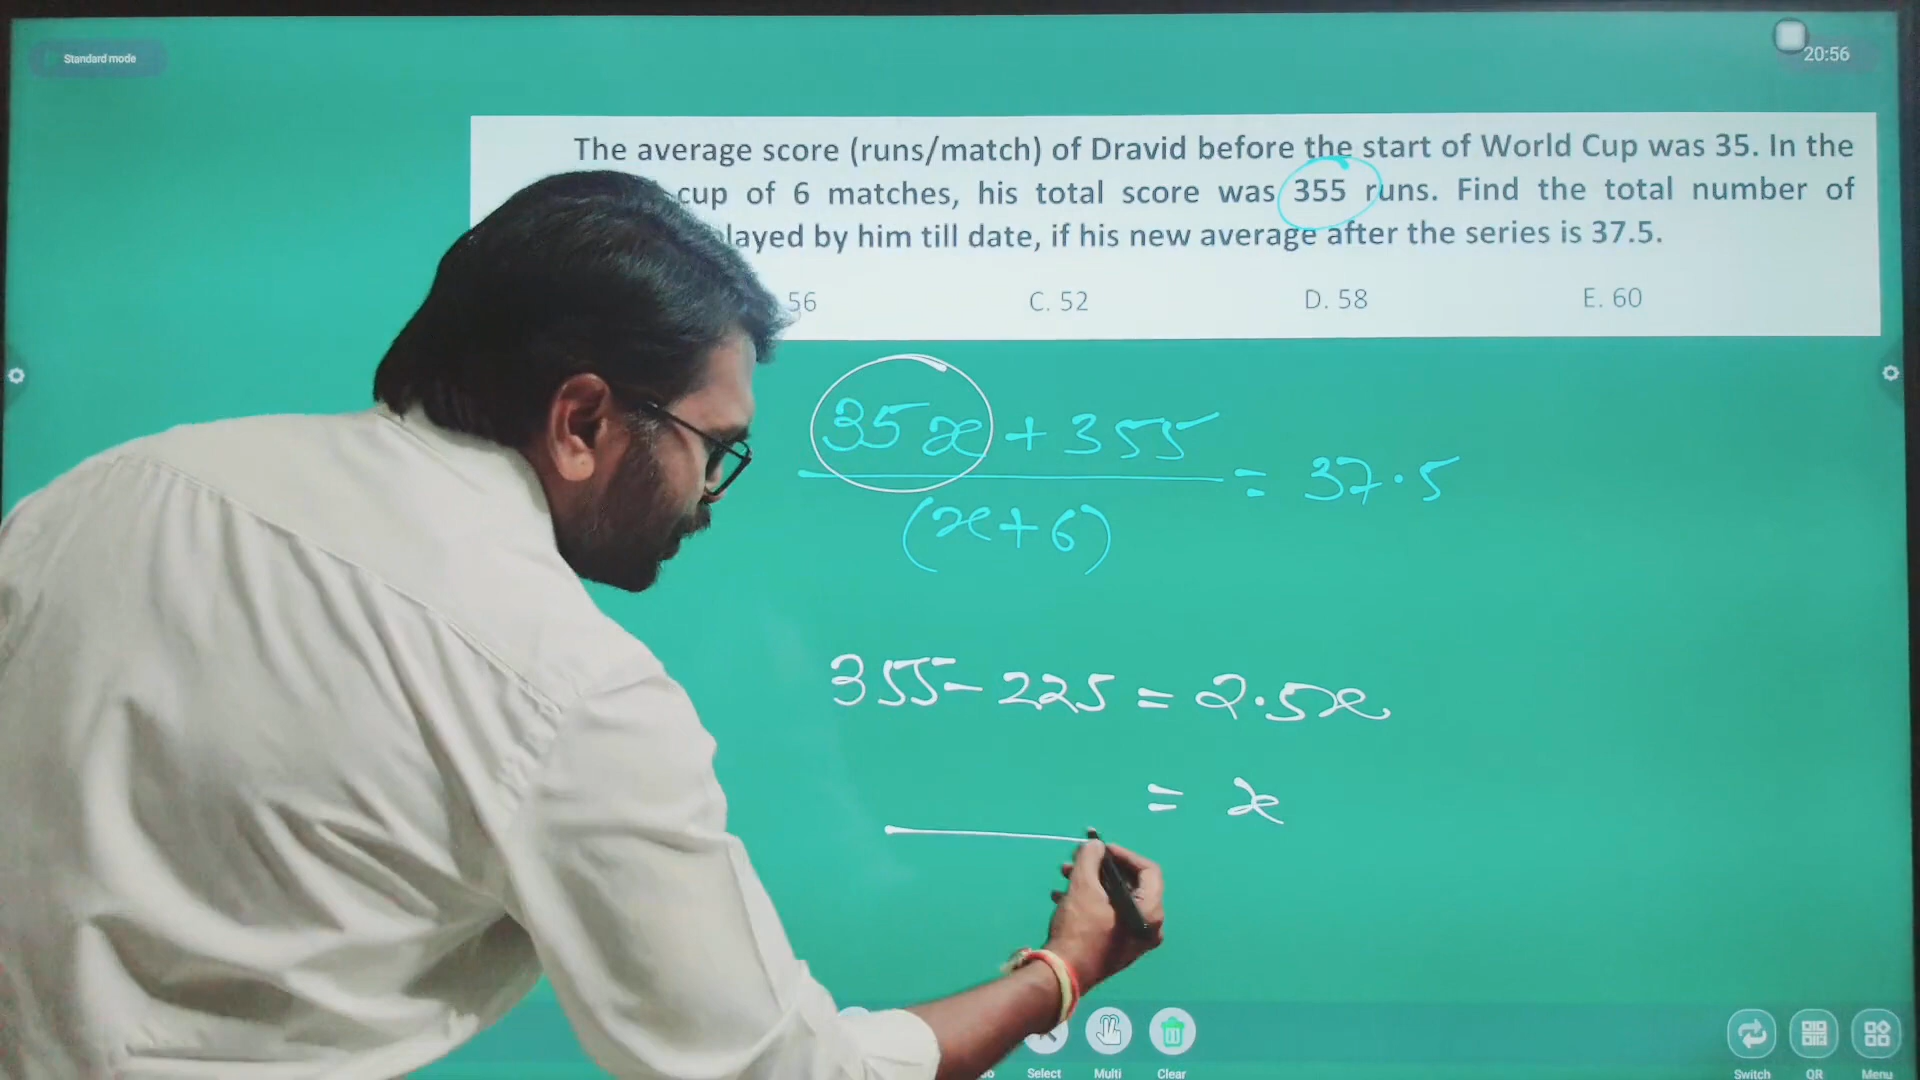 Standard mode
20:56
The average score (runs/match) of Dravid before the start of World Cup was 35. In the
cup of 6 matches, his total score was 355 runs. Find the total number of
layed by him till date, if his new average after the series is 37.5.
56 C. 52 D. 58 E. 60
35x + 355
= 37.5
(x+6)
355 - 225 = 2.5x
= x
Select Multi Clear
Switch QR Menu